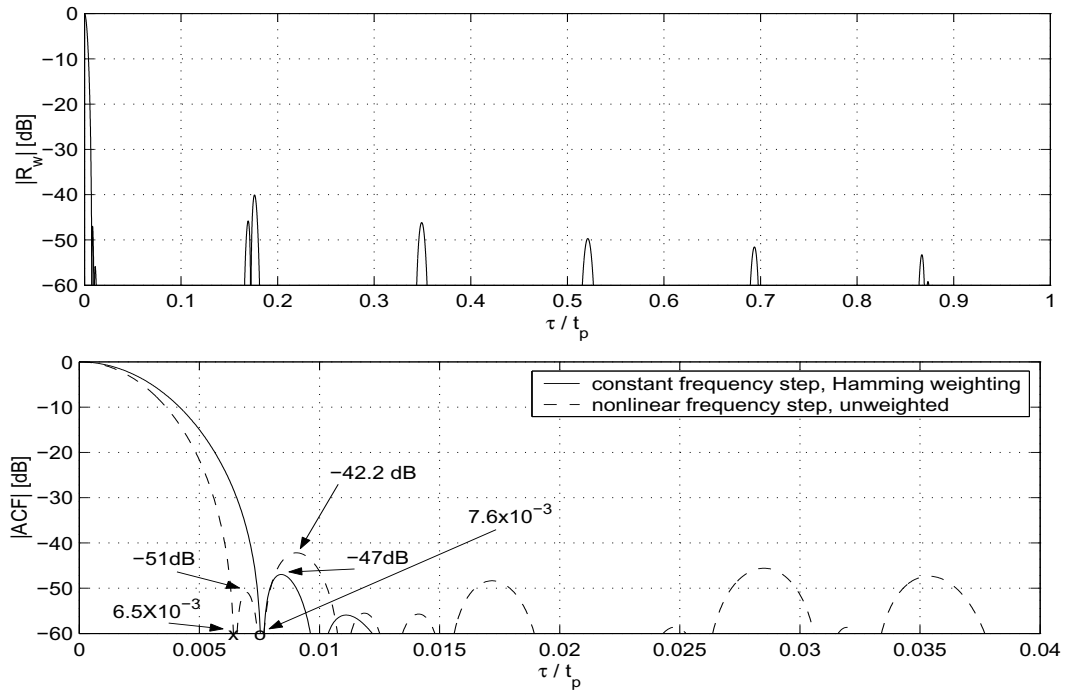 0
−10
−20
−30
−40
−50
−60
|R_w| [dB]
0 0.1 0.2 0.3 0.4 0.5 0.6 0.7 0.8 0.9 1
τ / t_p
0
−10
−20
−30
−40
−50
−60
|ACF| [dB]
constant frequency step, Hamming weighting
nonlinear frequency step, unweighted
−42.2 dB
7.6x10^−3
−51dB
−47dB
6.5X10^−3
x o
0 0.005 0.01 0.015 0.02 0.025 0.03 0.035 0.04
τ / t_p